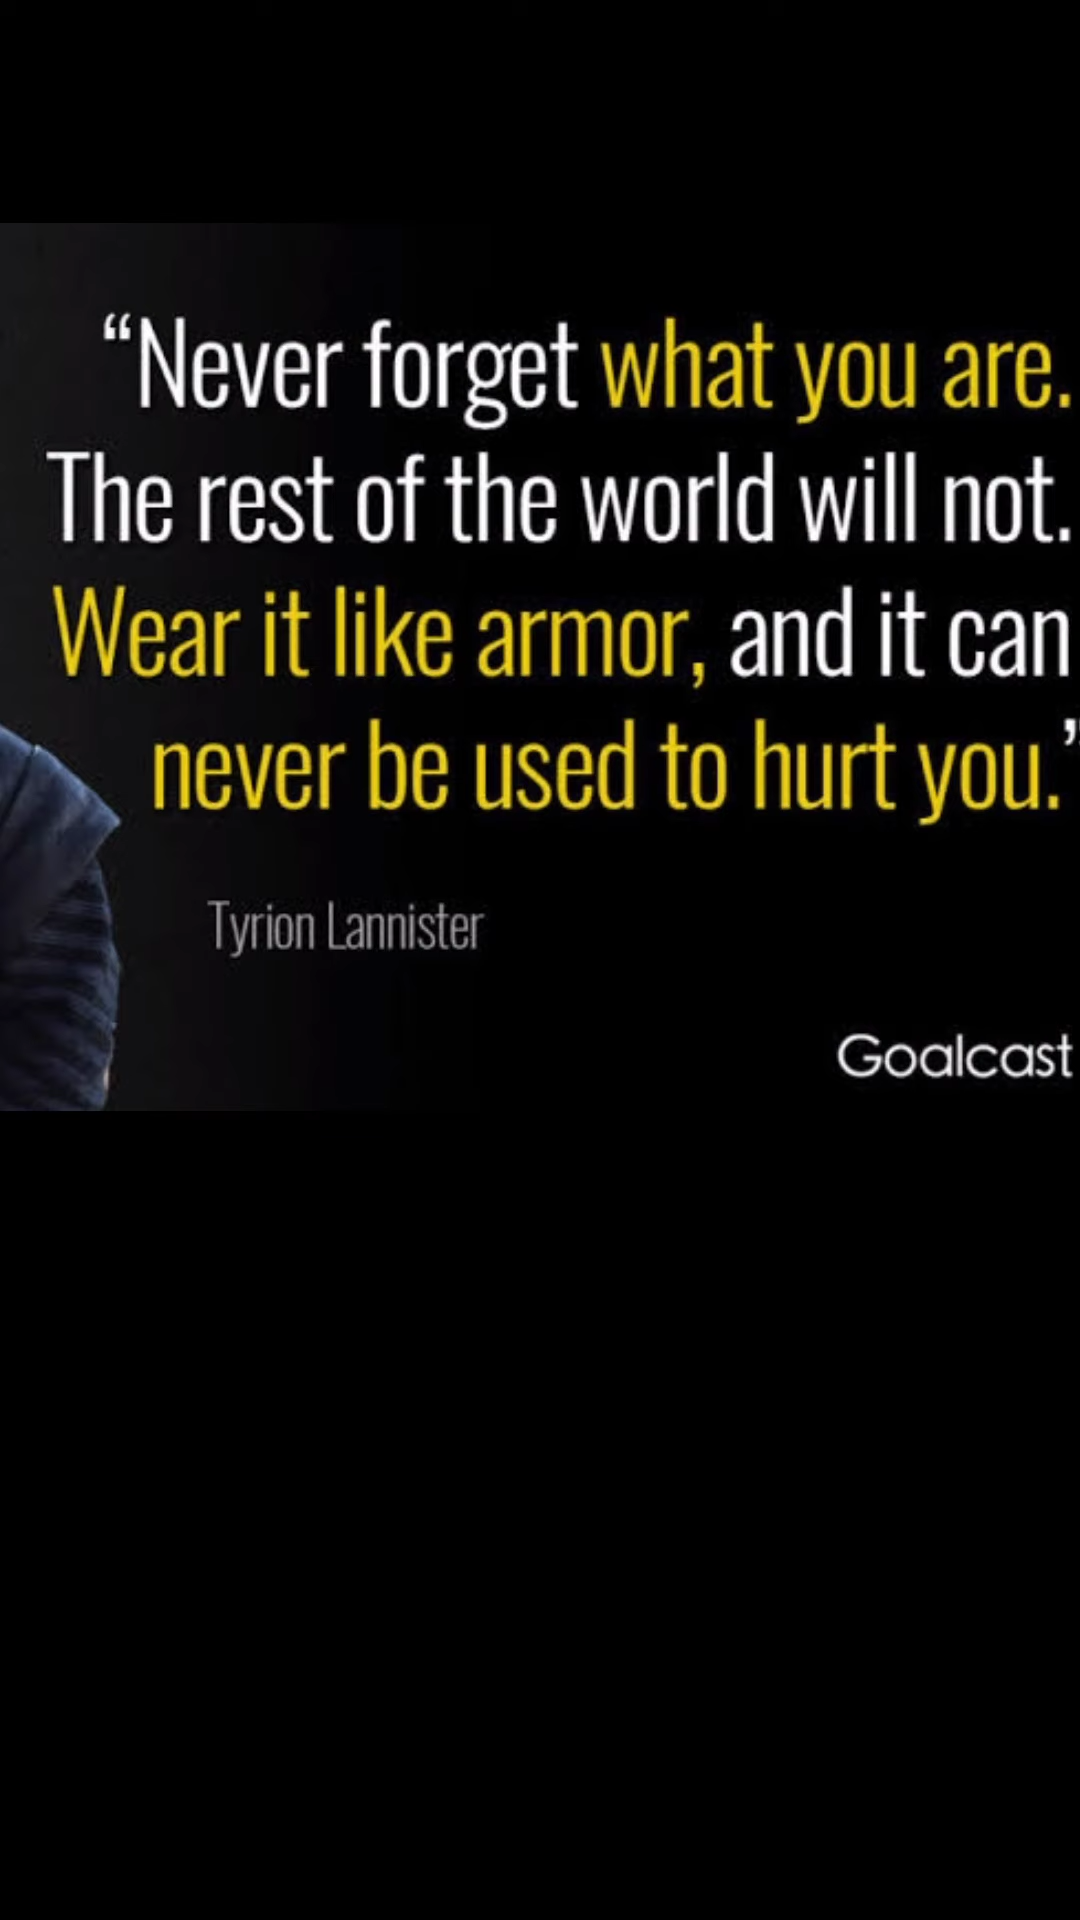 “Never forget what you are.
The rest of the world will not.
Wear it like armor, and it can
never be used to hurt you.”
Tyrion Lannister
Goalcast